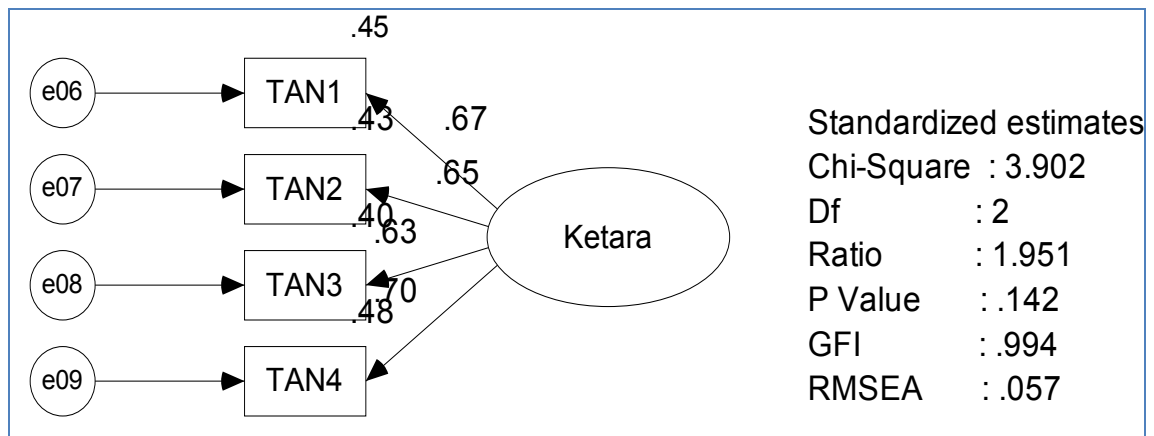 .45
e06 TAN1
.43 .67
.65
e07 TAN2
.40
.63
Ketara
e08 TAN3
.70
.48
e09 TAN4
Standardized estimates
Chi-Square : 3.902
Df : 2
Ratio : 1.951
P Value : .142
GFI : .994
RMSEA : .057